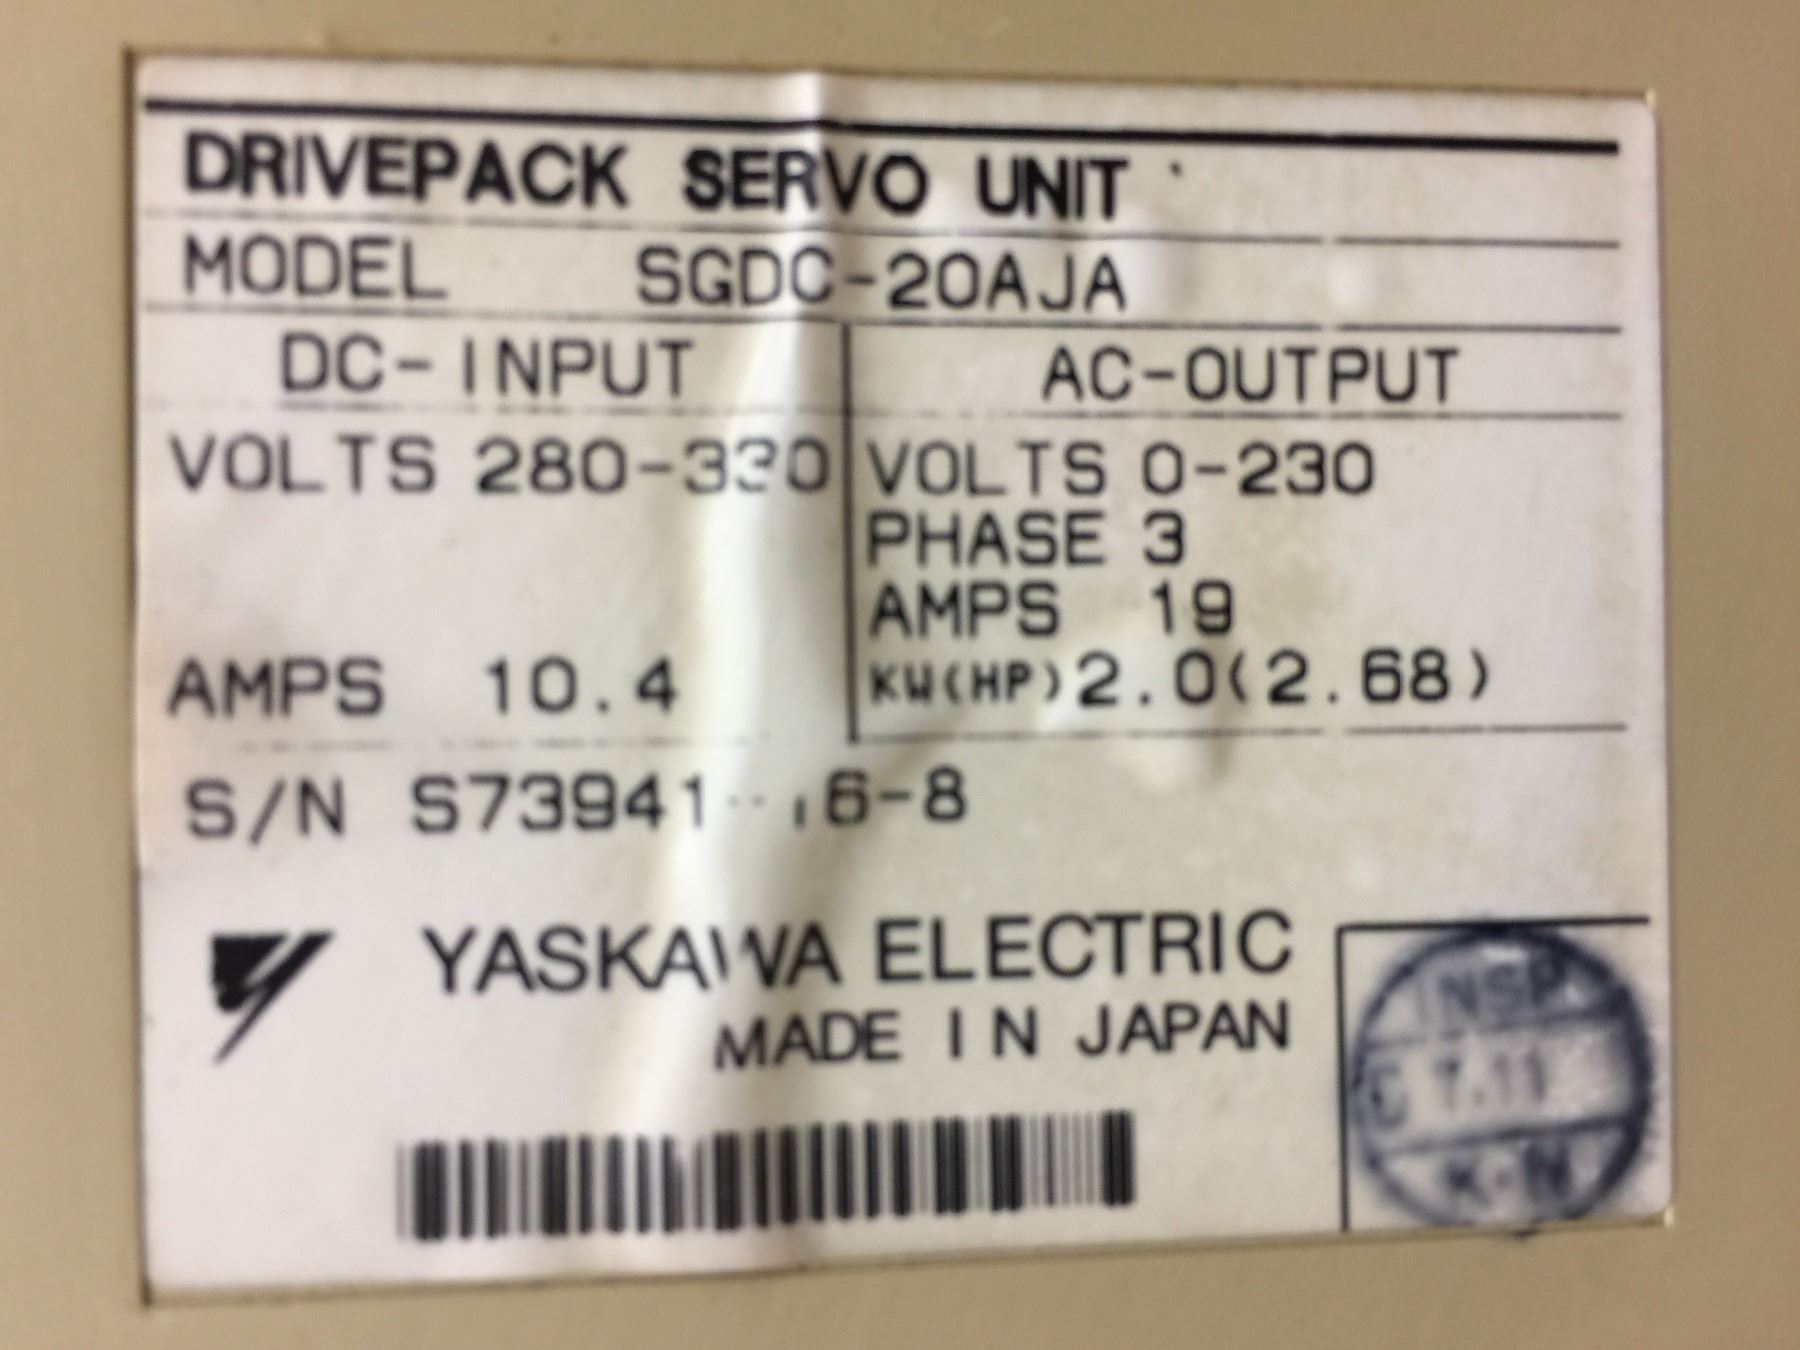 DRIVEPACK SERVO UNIT
MODEL SGDC-20AJA
DC-INPUT AC-OUTPUT
VOLTS 280-330 VOLTS 0-230
PHASE 3
AMPS 19
AMPS 10.4 KW(HP) 2.0(2.68)
S/N
YASKAWA ELECTRIC
MADE IN JAPAN
INSP
K·N